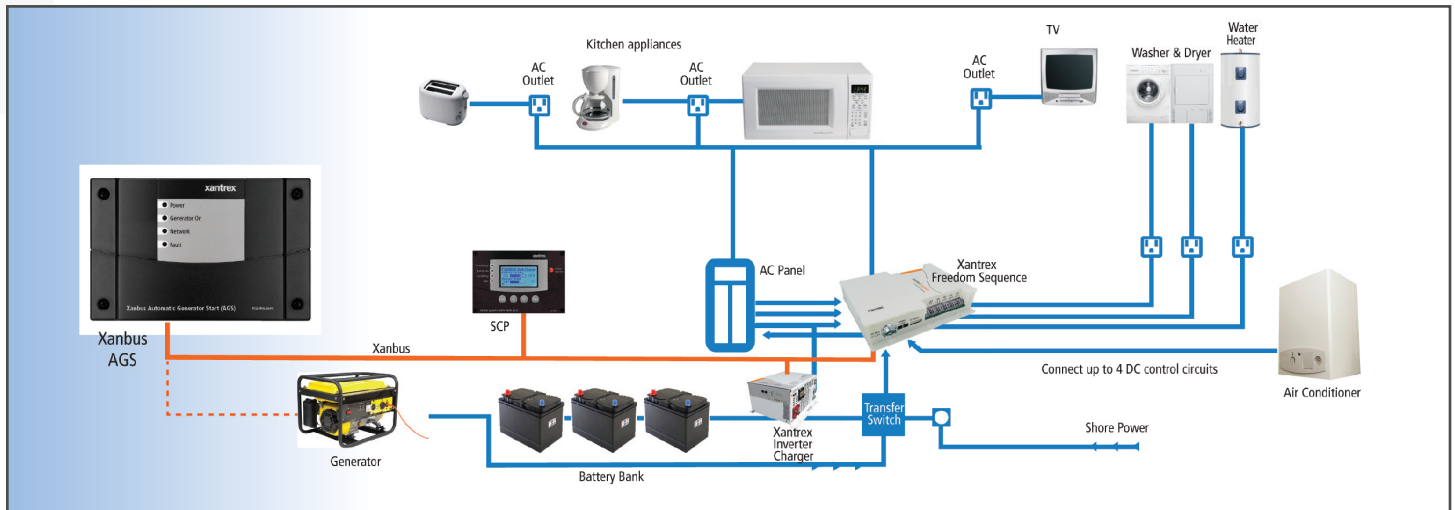 Kitchen appliances
AC
Outlet
AC
Outlet
AC
Outlet
TV
Washer & Dryer
Water
Heater
xantrex
Power
Generator On
Network
Fault
Xanbus Automatic Generator Start (AGS)
Xanbus
AGS
xantrex
SCP
Xanbus
AC Panel
Xantrex
Freedom Sequence
Connect up to 4 DC control circuits
Air Conditioner
Generator
Battery Bank
Xantrex
Inverter
Charger
Transfer
Switch
Shore Power